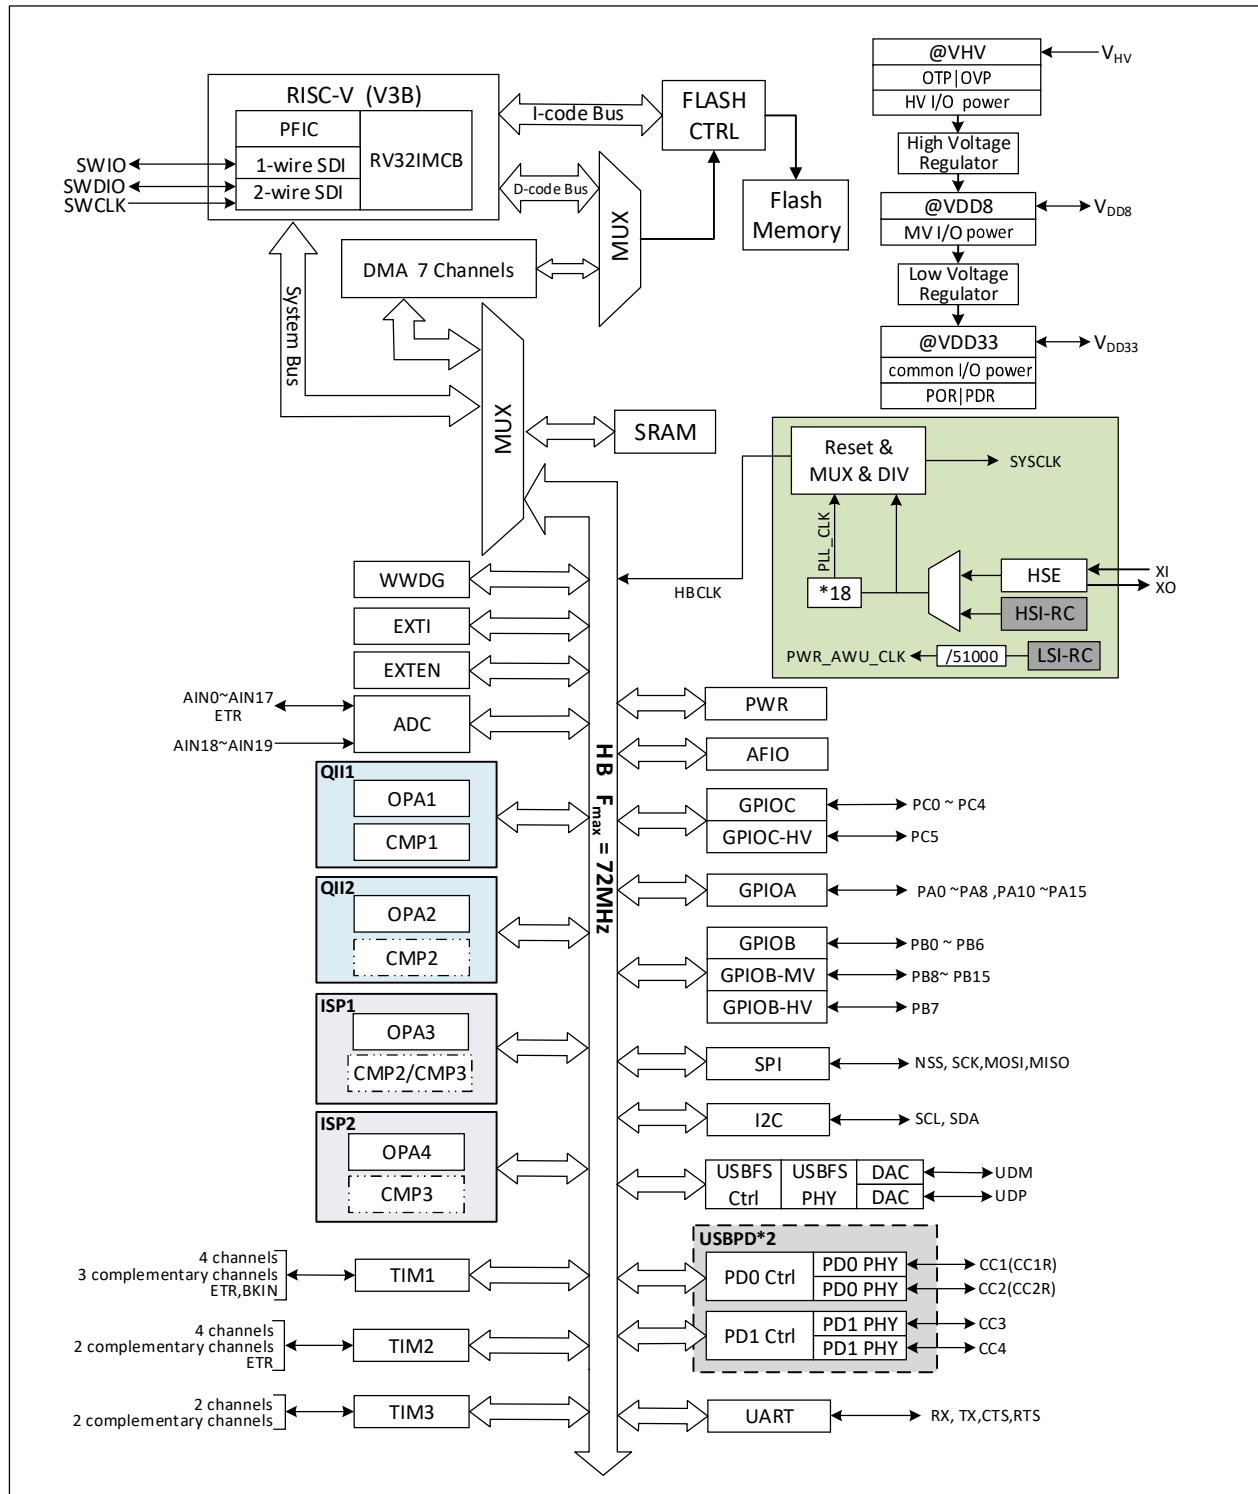 RISC-V (V3B)
PFIC
1-wire SDI
2-wire SDI
RV32IMCB
SWIO
SWDIO
SWCLK
I-code Bus
D-code Bus
FLASH
CTRL
Flash
Memory
MUX
DMA 7 Channels
System Bus
MUX
SRAM
@VHV
OTP|OVP
HV I/O power
VHV
High Voltage
Regulator
@VDD8
MV I/O power
VDD8
Low Voltage
Regulator
@VDD33
common I/O power
POR|PDR
VDD33
Reset &
MUX & DIV
SYSCLK
PLL_CLK
*18
HSE
HSI-RC
XI
XO
HBCLK
PWR_AWU_CLK
/51000
LSI-RC
WWDG
EXTI
EXTEN
AIN0~AIN17
ETR
AIN18~AIN19
ADC
QII1
OPA1
CMP1
QII2
OPA2
CMP2
ISP1
OPA3
CMP2/CMP3
ISP2
OPA4
CMP3
4 channels
3 complementary channels
ETR,BKIN
TIM1
4 channels
2 complementary channels
ETR
TIM2
2 channels
2 complementary channels
TIM3
HB Fmax = 72MHz
PWR
AFIO
GPIOC
PC0 ~ PC4
GPIOC-HV
PC5
GPIOA
PA0 ~PA8 ,PA10 ~PA15
GPIOB
PB0 ~ PB6
GPIOB-MV
PB8~ PB15
GPIOB-HV
PB7
SPI
NSS, SCK,MOSI,MISO
I2C
SCL, SDA
USBFS
Ctrl
USBFS
PHY
DAC
UDM
DAC
UDP
USBPD*2
PD0 Ctrl
PD0 PHY
CC1(CC1R)
PD0 PHY
CC2(CC2R)
PD1 Ctrl
PD1 PHY
CC3
PD1 PHY
CC4
UART
RX, TX,CTS,RTS